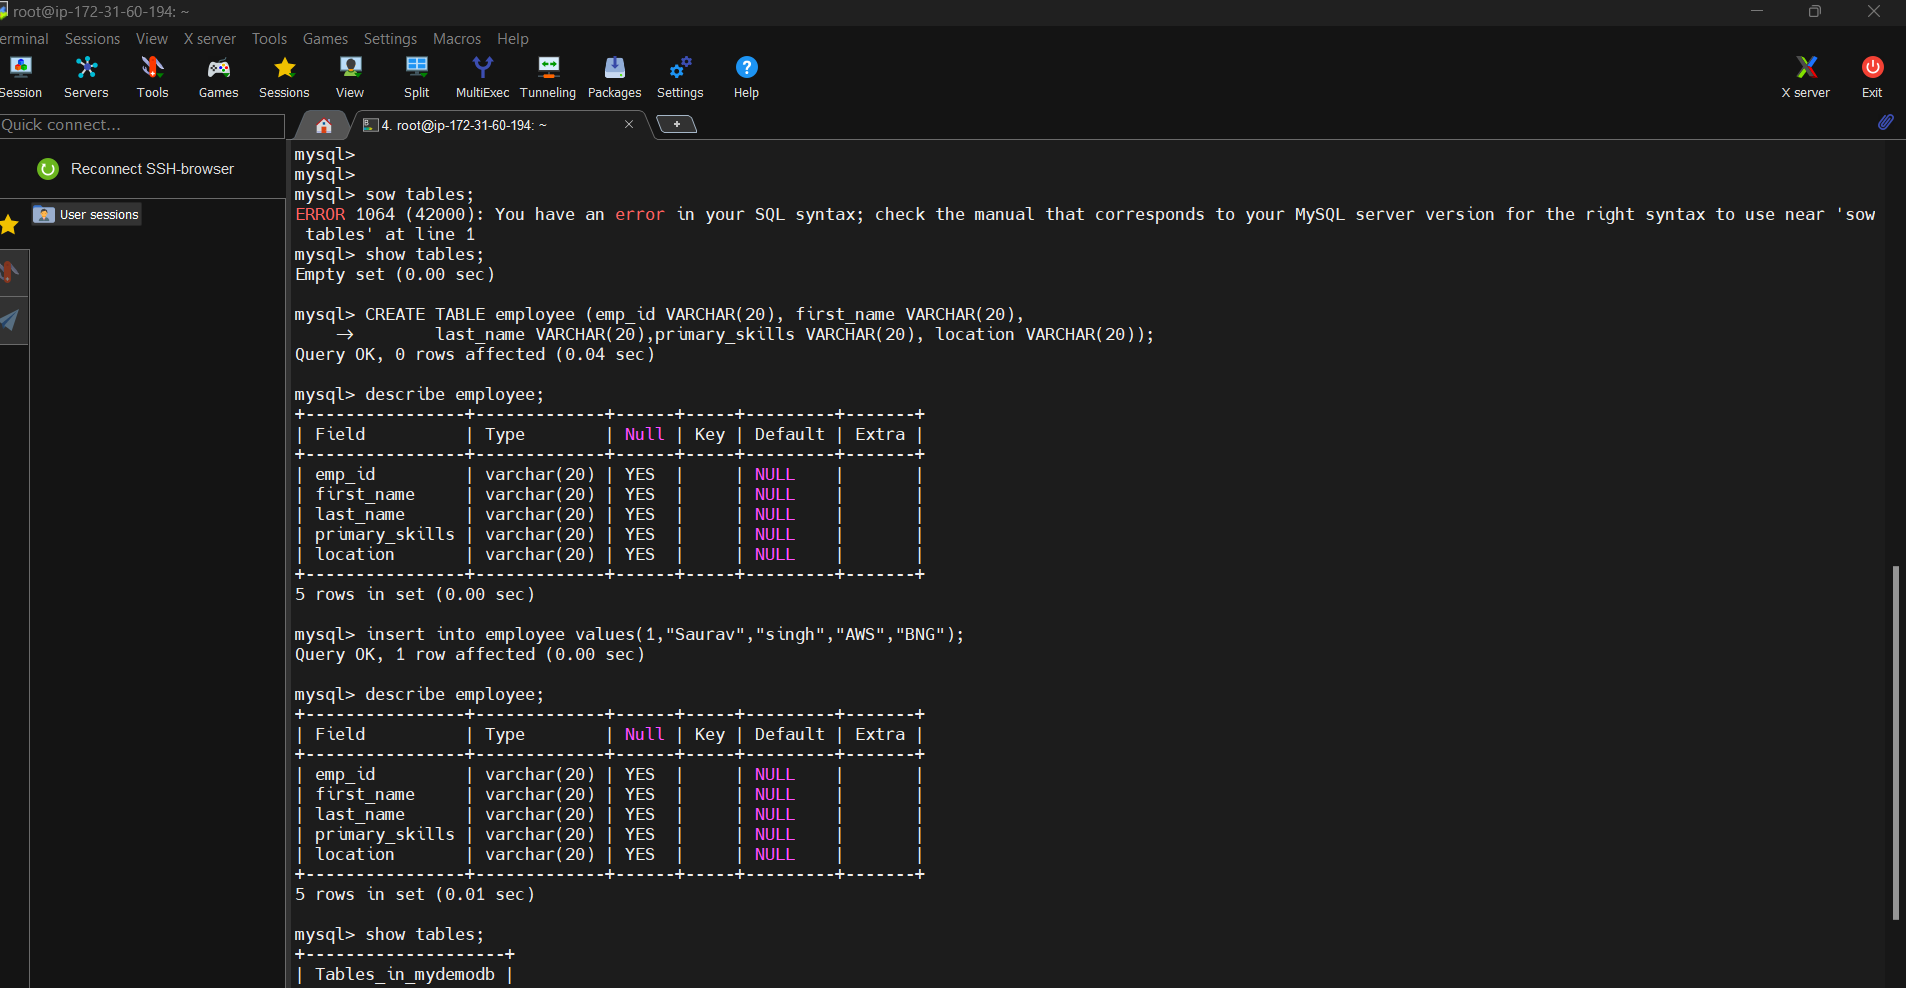 root@ip-172-31-60-194: ~
erminal Sessions View X server Tools Games Settings Macros Help
Session Servers Tools Games Sessions View Split MultiExec Tunneling Packages Settings Help X server Exit
Quick connect...
4. root@ip-172-31-60-194: ~
Reconnect SSH-browser
User sessions
mysql>
mysql>
mysql> sow tables;
ERROR 1064 (42000): You have an error in your SQL syntax; check the manual that corresponds to your MySQL server version for the right syntax to use near 'sow
tables' at line 1
mysql> show tables;
Empty set (0.00 sec)
mysql> CREATE TABLE employee (emp_id VARCHAR(20), first_name VARCHAR(20),
    ->         last_name VARCHAR(20),primary_skills VARCHAR(20), location VARCHAR(20));
Query OK, 0 rows affected (0.04 sec)
mysql> describe employee;
+----------------+-------------+------+-----+---------+-------+
| Field          | Type        | Null | Key | Default | Extra |
+----------------+-------------+------+-----+---------+-------+
| emp_id         | varchar(20) | YES  |     | NULL    |       |
| first_name     | varchar(20) | YES  |     | NULL    |       |
| last_name      | varchar(20) | YES  |     | NULL    |       |
| primary_skills | varchar(20) | YES  |     | NULL    |       |
| location       | varchar(20) | YES  |     | NULL    |       |
+----------------+-------------+------+-----+---------+-------+
5 rows in set (0.00 sec)
mysql> insert into employee values(1,"Saurav","singh","AWS","BNG");
Query OK, 1 row affected (0.00 sec)
mysql> describe employee;
+----------------+-------------+------+-----+---------+-------+
| Field          | Type        | Null | Key | Default | Extra |
+----------------+-------------+------+-----+---------+-------+
| emp_id         | varchar(20) | YES  |     | NULL    |       |
| first_name     | varchar(20) | YES  |     | NULL    |       |
| last_name      | varchar(20) | YES  |     | NULL    |       |
| primary_skills | varchar(20) | YES  |     | NULL    |       |
| location       | varchar(20) | YES  |     | NULL    |       |
+----------------+-------------+------+-----+---------+-------+
5 rows in set (0.01 sec)
mysql> show tables;
+--------------------+
| Tables_in_mydemodb |